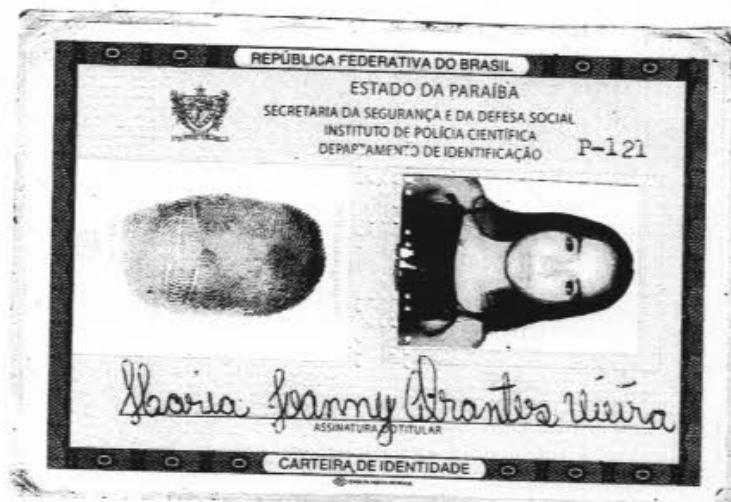 REPÚBLICA FEDERATIVA DO BRASIL
ESTADO DA PARAÍBA
SECRETARIA DA SEGURANÇA E DA DEFESA SOCIAL
INSTITUTO DE POLÍCIA CIENTÍFICA
DEPARTAMENTO DE IDENTIFICAÇÃO
P-121
Maria Joanny Abrantes Vieira
ASSINATURA DO TITULAR
CARTEIRA DE IDENTIDADE